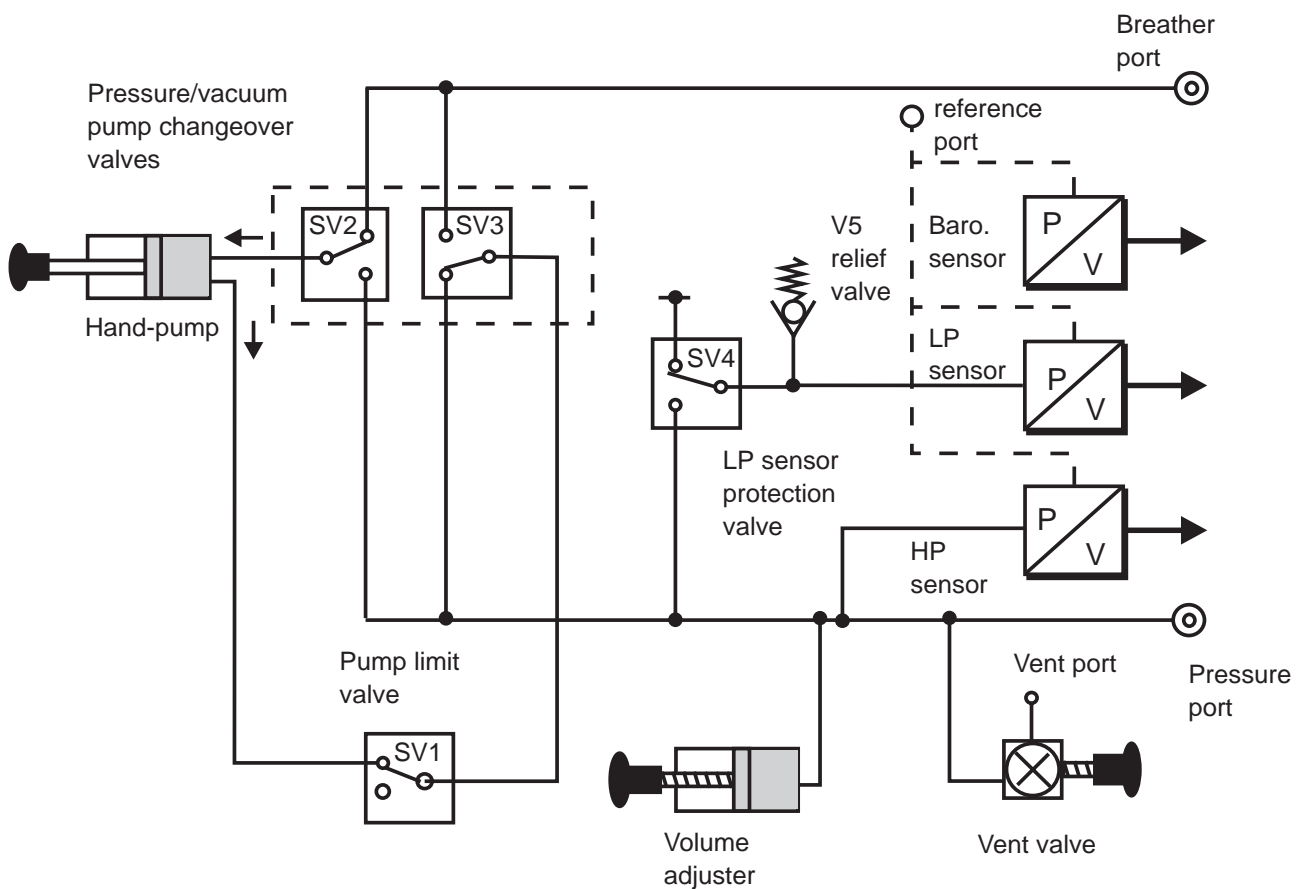 Breather
port
Pressure/vacuum
pump changeover
valves
reference
port
SV2
SV3
V5
relief
valve
Baro.
sensor
P
V
Hand-pump
SV4
LP
sensor
P
V
LP sensor
protection
valve
P
V
HP
sensor
Pump limit
valve
Vent port
Pressure
port
SV1
Volume
adjuster
Vent valve